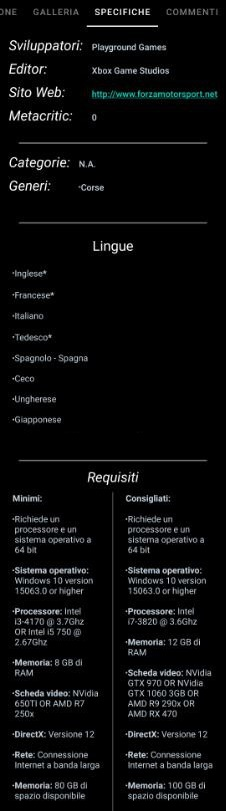 ONE GALLERIA SPECIFICHE COMMENTI
Sviluppatori: Playground Games
Editor: Xbox Game Studios
Sito Web: http://www.forzamotorsport.net
Metacritic: 0
Categorie: N.A.
Generi: •Corse
Lingue
•Inglese*
•Francese*
•Italiano
•Tedesco*
•Spagnolo - Spagna
•Ceco
•Ungherese
•Giapponese
Requisiti
Minimi:
•Richiede un
processore e un
sistema operativo a
64 bit
•Sistema operativo:
Windows 10 version
15063.0 or higher
•Processore: Intel
i3-4170 @ 3.7Ghz
OR Intel i5 750 @
2.67Ghz
•Memoria: 8 GB di
RAM
•Scheda video: NVidia
650TI OR AMD R7
250x
•DirectX: Versione 12
•Rete: Connessione
Internet a banda larga
•Memoria: 80 GB di
spazio disponibile
Consigliati:
•Richiede un
processore e un
sistema operativo a
64 bit
•Sistema operativo:
Windows 10 version
15063.0 or higher
•Processore: Intel
i7-3820 @ 3.6Ghz
•Memoria: 12 GB di
RAM
•Scheda video: NVidia
GTX 970 OR NVidia
GTX 1060 3GB OR
AMD R9 290x OR
AMD RX 470
•DirectX: Versione 12
•Rete: Connessione
Internet a banda larga
•Memoria: 100 GB di
spazio disponibile